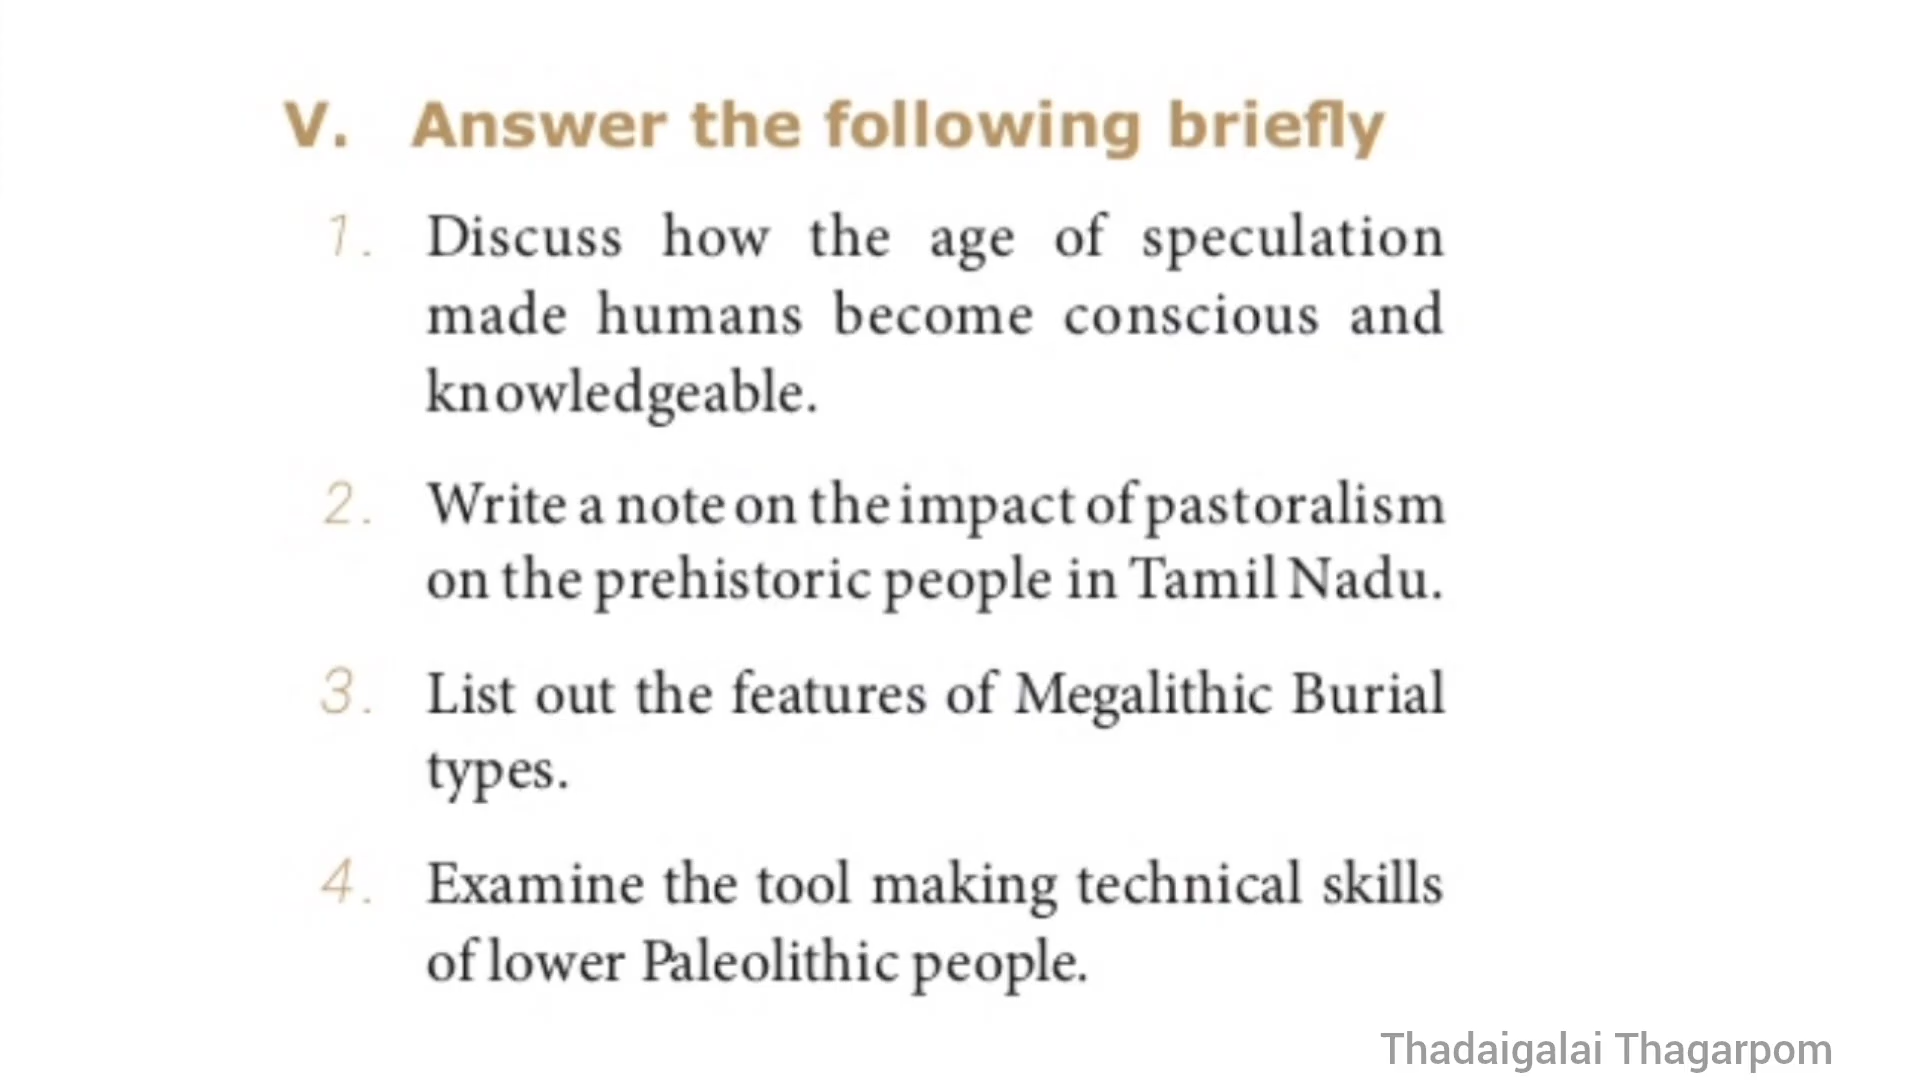 V. Answer the following briefly
1. Discuss how the age of speculation
made humans become conscious and
knowledgeable.
2. Write a note on the impact of pastoralism
on the prehistoric people in Tamil Nadu.
3. List out the features of Megalithic Burial
types.
4. Examine the tool making technical skills
of lower Paleolithic people.
Thadaigalai Thagarpom